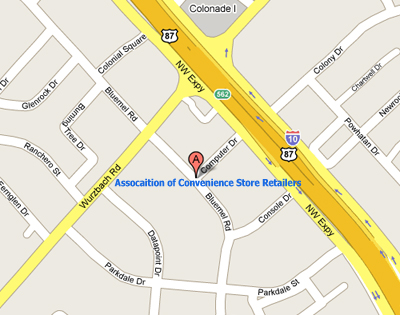 Colonade I
87
Colonial Square
NW Expy
Glenrock Dr
Bluemel Rd
Burning
Tree Dr
562
Colony Dr
Chartwell Dr
Powhatan Dr
10
87
Ranchero St
Wurzbach Rd
A
Computer Dr
Assocaition of Convenience Store Retailers
Bluemel Rd
Console Dr
NW Expy
Datapoint Dr
Parkdale Dr
Parkdale St